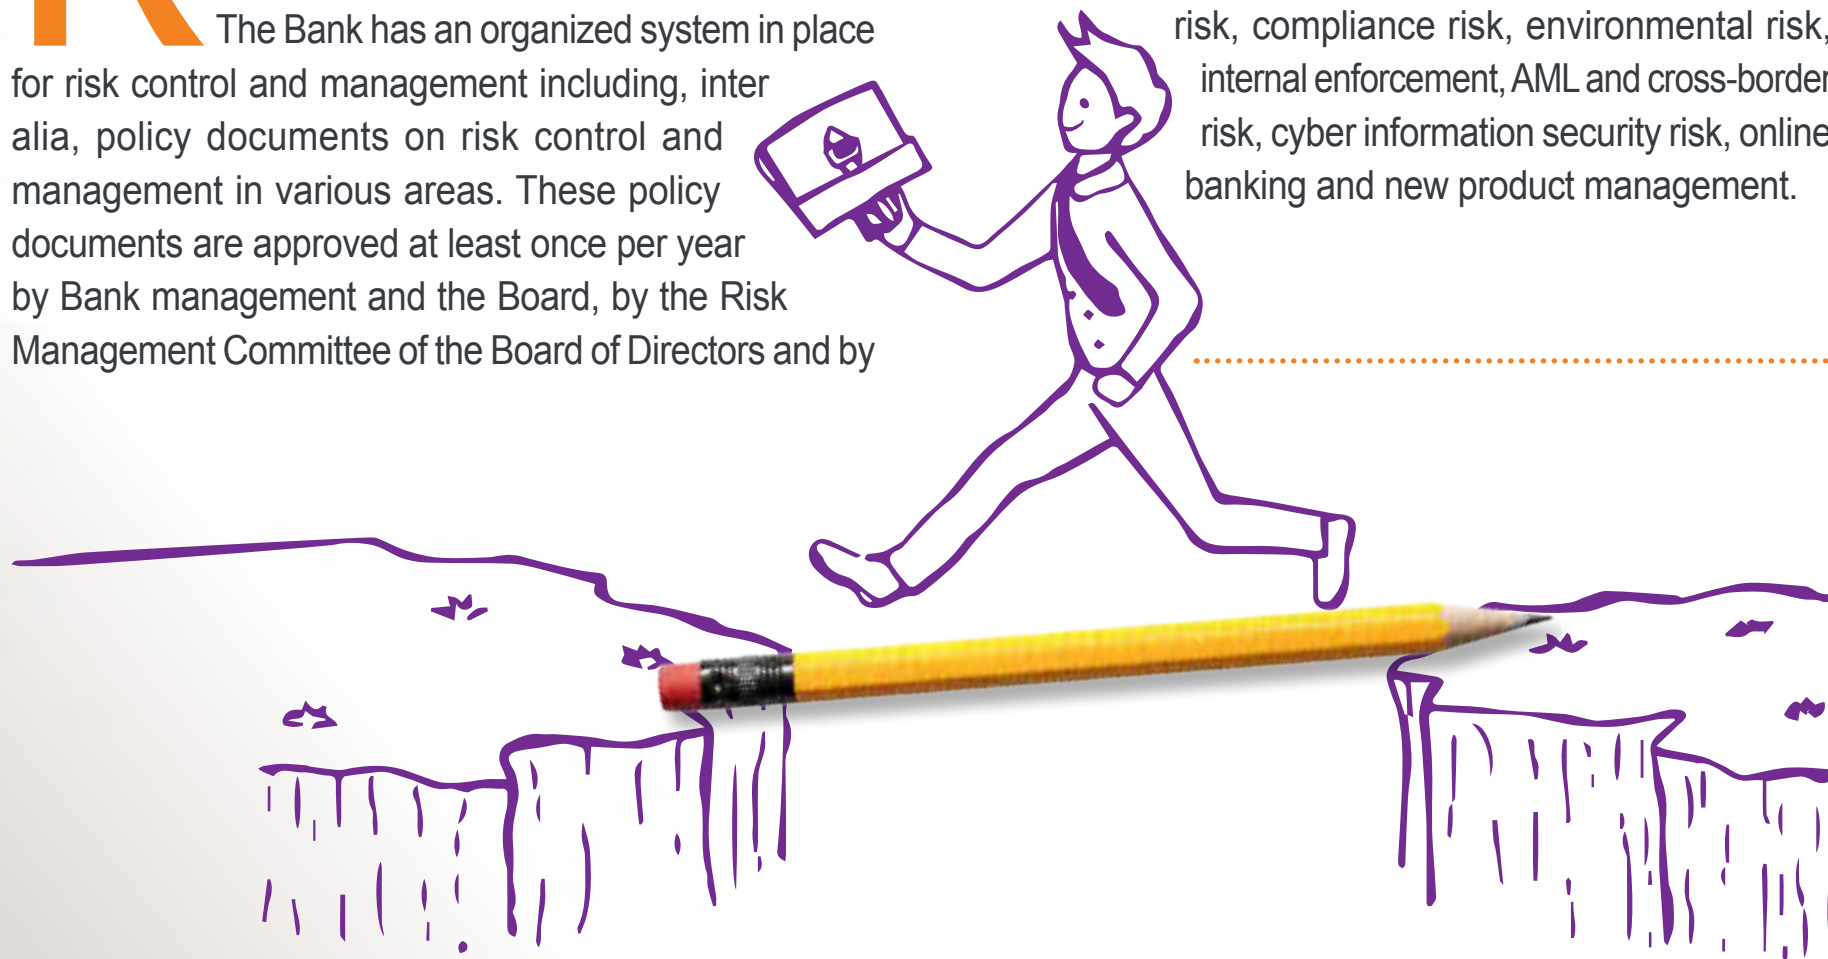 The Bank has an organized system in place
for risk control and management including, inter
alia, policy documents on risk control and
management in various areas. These policy
documents are approved at least once per year
by Bank management and the Board, by the Risk
Management Committee of the Board of Directors and by
risk, compliance risk, environmental risk,
internal enforcement, AML and cross-border
risk, cyber information security risk, online
banking and new product management.